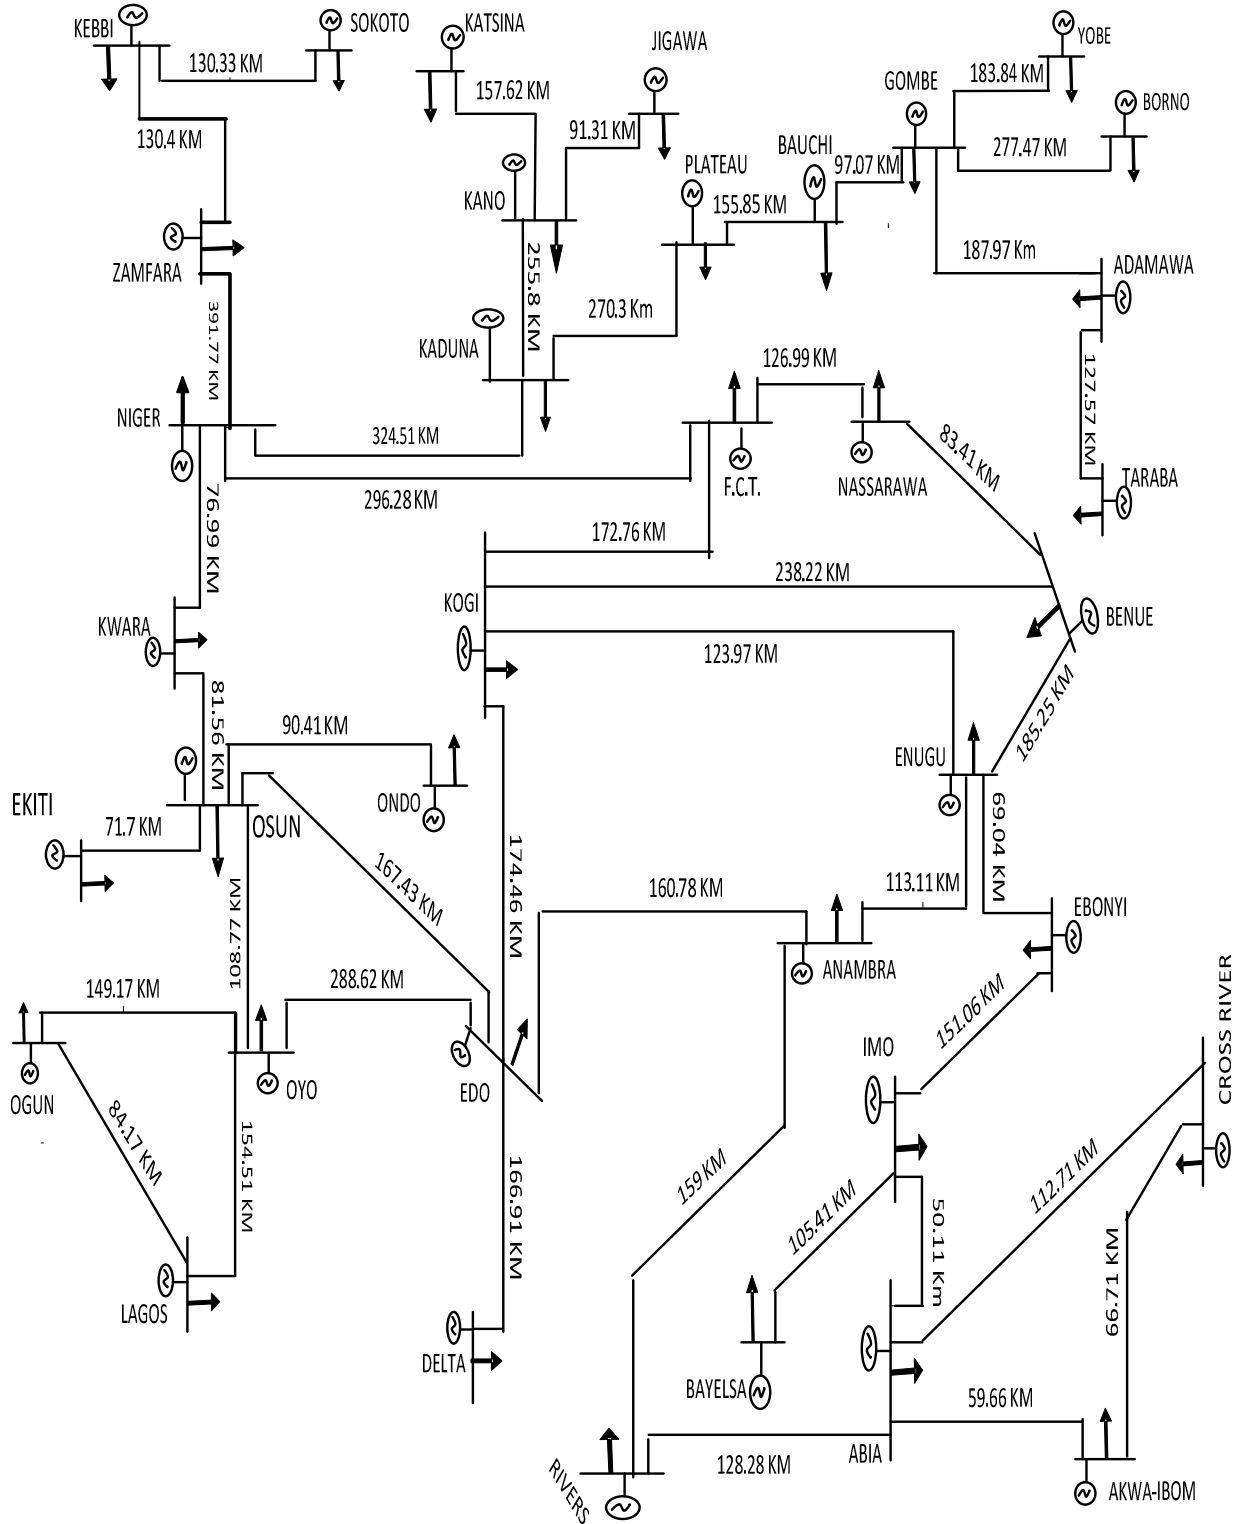 KEBBI
SOKOTO
KATSINA
JIGAWA
YOBE
130.33 KM
157.62 KM
GOMBE
183.84 KM
BORNO
130.4 KM
91.31 KM
BAUCHI
277.47 KM
PLATEAU
97.07 KM
KANO
155.85 KM
ZAMFARA
255.8 KM
187.97 Km
ADAMAWA
391.77 KM
270.3 Km
KADUNA
126.99 KM
127.57 KM
NIGER
324.51 KM
83.41 KM
296.28 KM
F.C.T.
NASSARAWA
TARABA
76.99 KM
172.76 KM
238.22 KM
KOGI
KWARA
BENUE
123.97 KM
81.56 KM
90.41 KM
185.25 KM
ENUGU
EKITI
ONDO
71.7 KM
OSUN
69.04 KM
167.43 KM
174.46 KM
160.78 KM
113.11 KM
EBONYI
108.77 KM
ANAMBRA
149.17 KM
288.62 KM
151.06 KM
CROSS RIVER
IMO
OGUN
OYO
EDO
84.17 KM
154.51 KM
166.91 KM
159 KM
112.71 KM
105.41 KM
50.11 Km
66.71 KM
LAGOS
DELTA
BAYELSA
59.66 KM
ABIA
128.28 KM
RIVERS
AKWA-IBOM